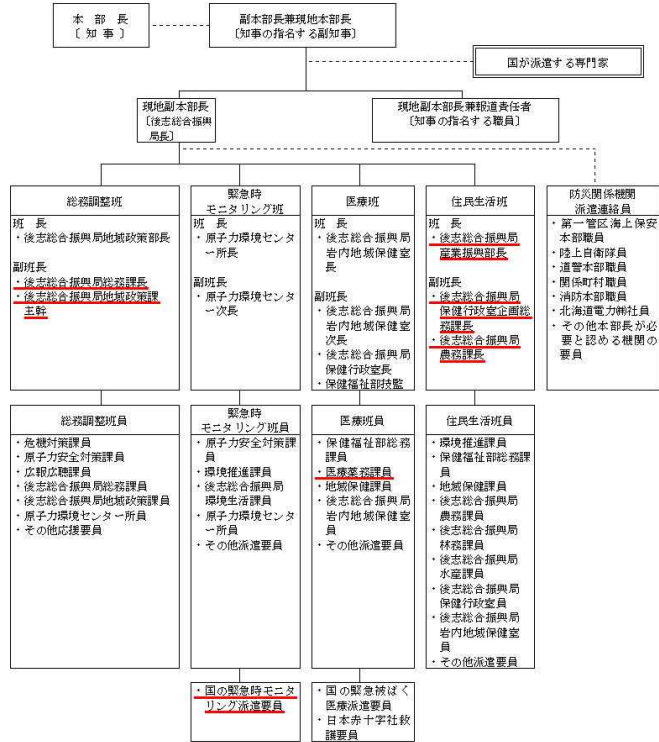 本部長
〔知事〕
副本部長兼現地本部長
〔知事の指名する副知事〕
国が派遣する専門家
現地副本部長
〔後志総合振興
局長〕
現地副本部長兼報道責任者
〔知事の指名する職員〕
総務調整班
班 長
・後志総合振興局地域政策部長
副班長
・後志総合振興局総務課長
・後志総合振興局地域政策課
主幹
緊急時
モニタリング班
班 長
・原子力環境センタ
ー所長
副班長
・原子力環境センタ
ー次長
医療班
班 長
・後志総合振興局
岩内地域保健室
長
副班長
・後志総合振興局
岩内地域保健室
次長
・後志総合振興局
保健行政室長
・保健福祉部技監
住民生活班
班 長
・後志総合振興局
産業振興部長
副班長
・後志総合振興局
保健行政室企画総
務課長
・後志総合振興局
農務課長
防災関係機関
派遣連絡員
・第一管区海上保安
本部職員
・陸上自衛隊員
・道警本部職員
・関係町村職員
・消防本部職員
・北海道電力㈱社員
・その他本部長が必
要と認める機関の
要員
総務調整班員
・危機対策課員
・原子力安全対策課員
・広報広聴課員
・後志総合振興局総務課員
・後志総合振興局地域政策課員
・原子力環境センター所員
・その他応援要員
緊急時
モニタリング班員
・原子力安全対策課
員
・環境推進課員
・後志総合振興局
環境生活課員
・原子力環境センタ
ー所員
・その他派遣要員
医療班員
・保健福祉部総務
課員
・医療薬務課員
・地域保健課員
・後志総合振興局
岩内地域保健室
員
・その他派遣要員
住民生活班員
・環境推進課員
・保健福祉部総務課
員
・地域保健課員
・後志総合振興局
農務課員
・後志総合振興局
林務課員
・後志総合振興局
水産課員
・後志総合振興局
保健行政室員
・後志総合振興局
岩内地域保健室
員
・その他派遣要員
・国の緊急時モニタ
リング派遣要員
・国の緊急被ばく
医療派遣要員
・日本赤十字社救
護要員